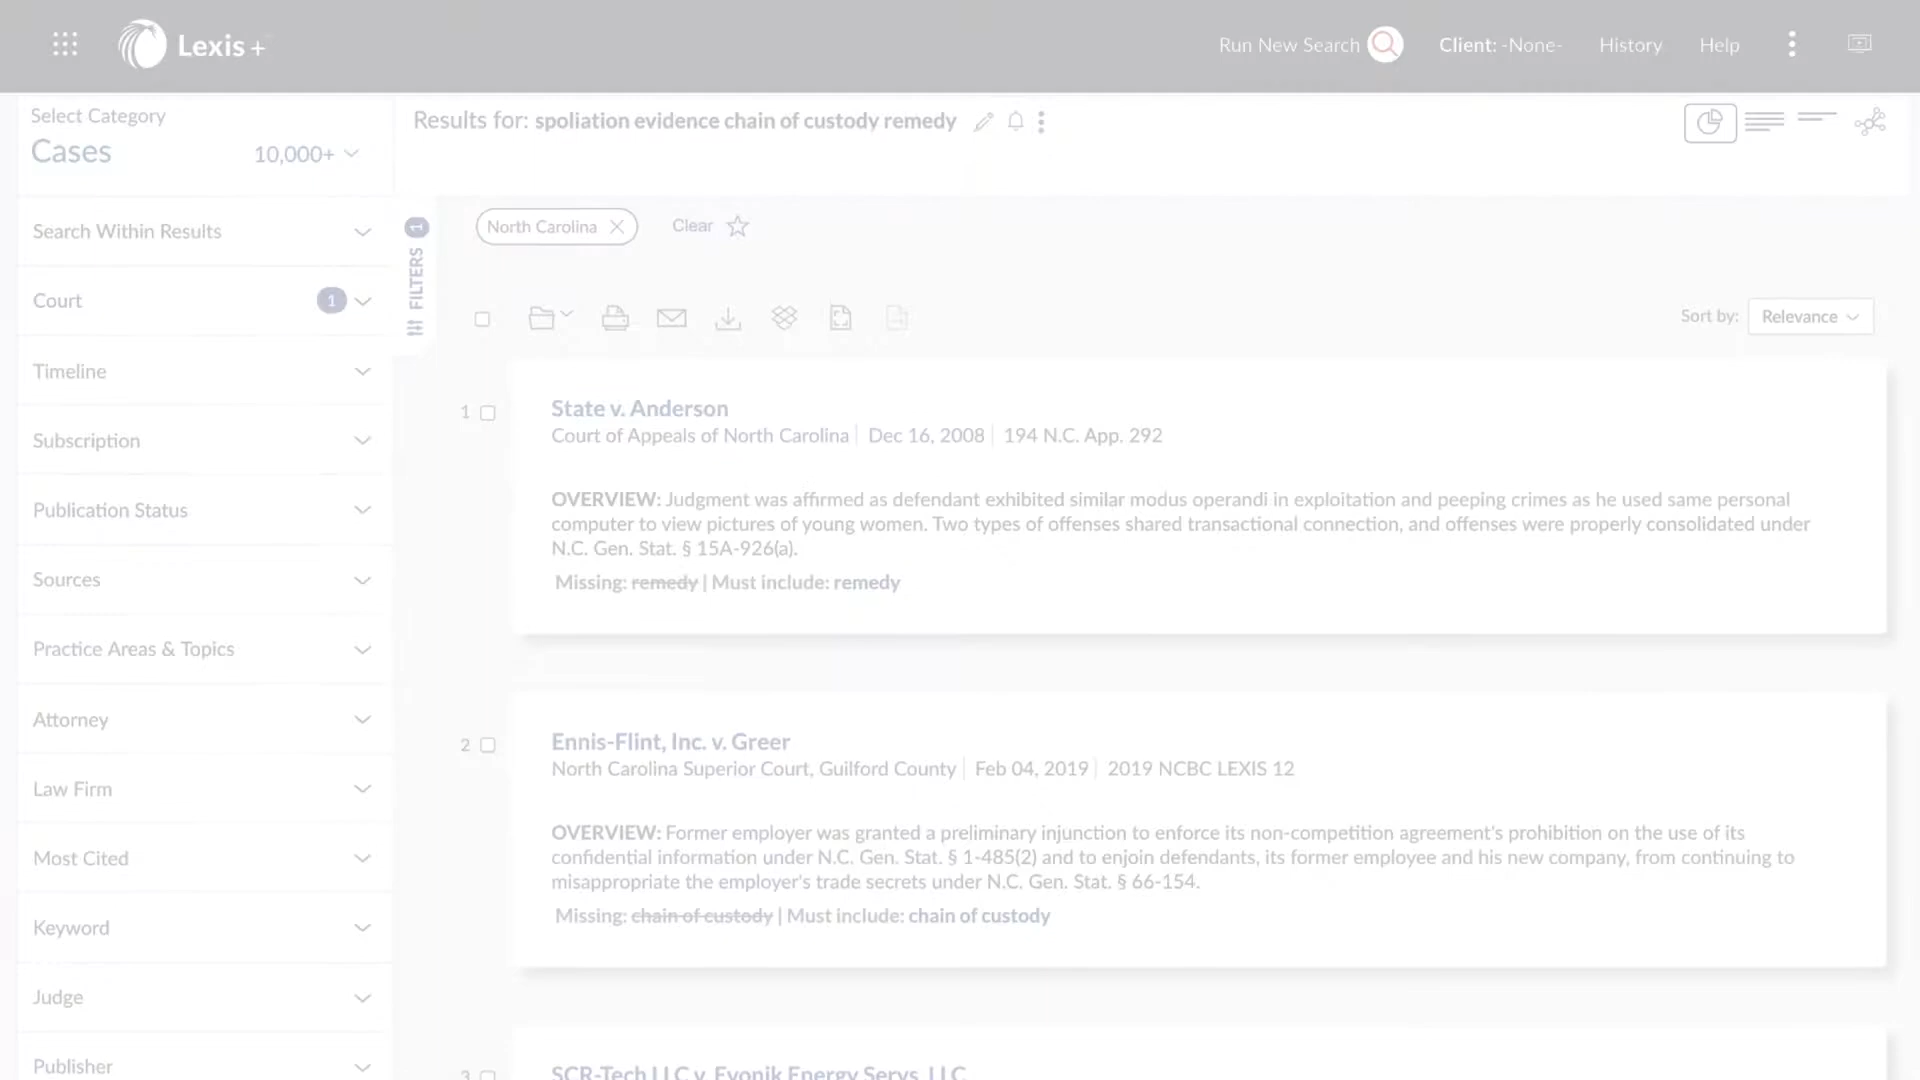 Lexis +
Run New Search
Client: -None-
History
Help
Select Category
Cases
10,000+
Results for: spoliation evidence chain of custody remedy
Search Within Results
Court
1
Timeline
Subscription
Publication Status
Sources
Practice Areas & Topics
Attorney
Law Firm
Most Cited
Keyword
Judge
Publisher
1
FILTERS
North Carolina
Clear
Sort by:
Relevance
1
State v. Anderson
Court of Appeals of North Carolina | Dec 16, 2008 | 194 N.C. App. 292
OVERVIEW: Judgment was affirmed as defendant exhibited similar modus operandi in exploitation and peeping crimes as he used same personal
computer to view pictures of young women. Two types of offenses shared transactional connection, and offenses were properly consolidated under
N.C. Gen. Stat. § 15A-926(a).
Missing: remedy | Must include: remedy
2
Ennis-Flint, Inc. v. Greer
North Carolina Superior Court, Guilford County | Feb 04, 2019 | 2019 NCBC LEXIS 12
OVERVIEW: Former employer was granted a preliminary injunction to enforce its non-competition agreement's prohibition on the use of its
confidential information under N.C. Gen. Stat. § 1-485(2) and to enjoin defendants, its former employee and his new company, from continuing to
misappropriate the employer's trade secrets under N.C. Gen. Stat. § 66-154.
Missing: chain of custody | Must include: chain of custody
3
SCR-Tech LLC v. Evonik Energy Servs. LLC